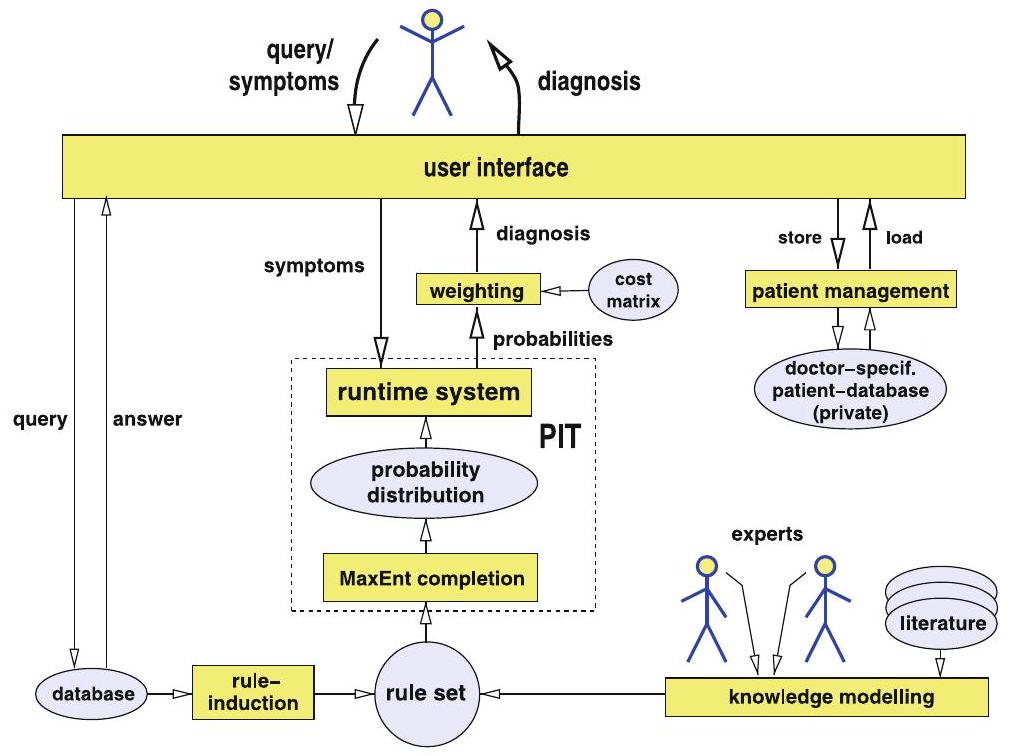 query/
symptoms
diagnosis
user interface
symptoms
diagnosis
store
load
weighting
cost
matrix
patient management
probabilities
doctor–specif.
patient–database
(private)
runtime system
query
answer
PIT
probability
distribution
MaxEnt completion
experts
literature
database
rule–
induction
rule set
knowledge modelling